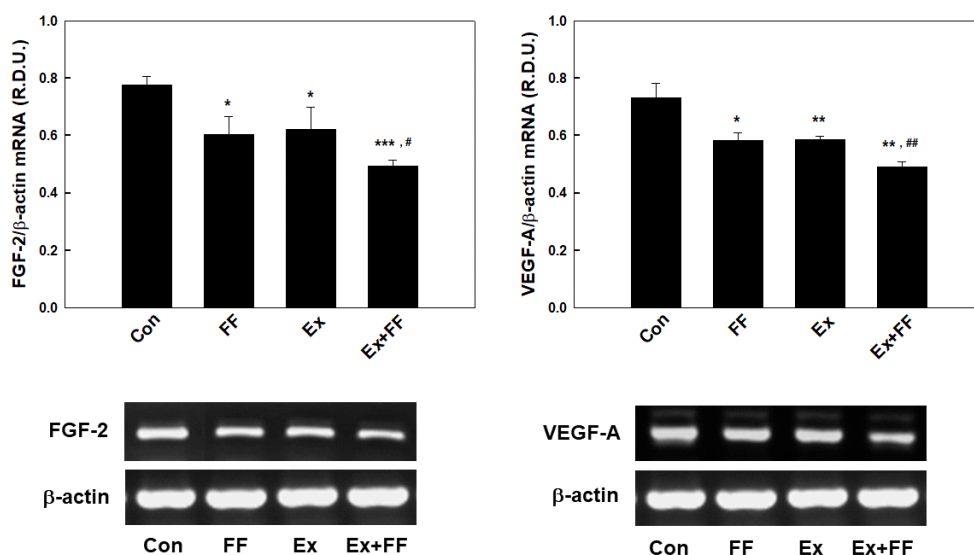 FGF-2/β-actin mRNA (R.D.U.)
1.0
0.8
0.6
0.4
0.2
0.0
*
*
*** , #
Con
FF
Ex
Ex+FF
VEGF-A/β-actin mRNA (R.D.U.)
1.0
0.8
0.6
0.4
0.2
0.0
*
**
** , ##
Con
FF
Ex
Ex+FF
FGF-2
β-actin
Con FF Ex Ex+FF
VEGF-A
β-actin
Con FF Ex Ex+FF